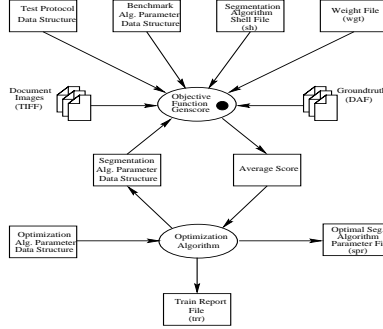 Test Protocol
Data Structure
Benchmark
Alg. Parameter
Data Structure
Segmentation
Algorithm
Shell File
(sh)
Weight File
(wgt)
Document
Images
(TIFF)
Objective
Function
Genscore
Groundtruth
(DAF)
Segmentation
Alg. Parameter
Data Structure
Average Score
Optimization
Alg. Parameter
Data Structure
Optimization
Algorithm
Optimal Seg.
Algorithm
Parameter File
(spr)
Train Report
File
(trr)